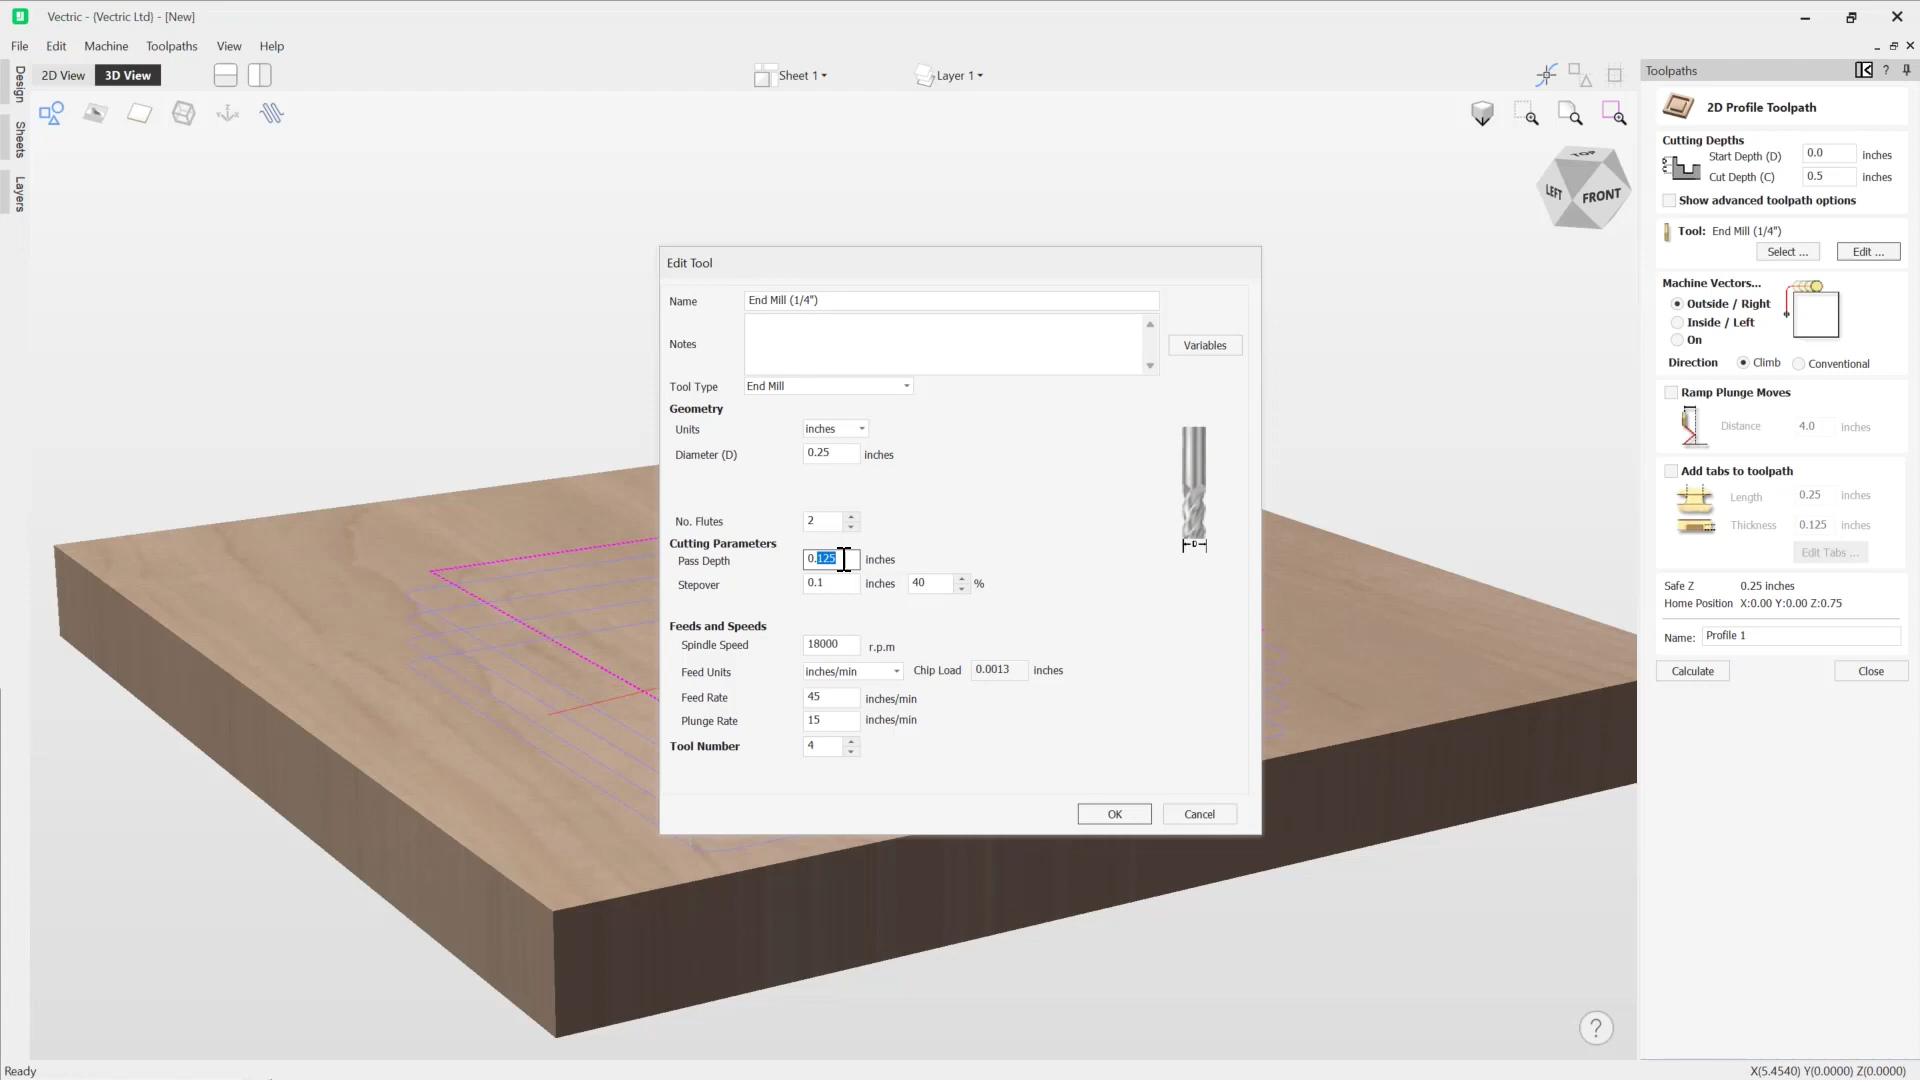 Vectric - {Vectric Ltd} - [New]
File Edit Machine Toolpaths View Help
2D View 3D View Sheet 1 Layer 1
Design
Sheets
Layers
TOP
LEFT FRONT
Edit Tool
Name End Mill (1/4")
Notes
Variables
Tool Type End Mill
Geometry
Units inches
Diameter (D) 0.25 inches
No. Flutes 2
Cutting Parameters
Pass Depth 0.125 inches
Stepover 0.1 inches 40 %
Feeds and Speeds
Spindle Speed 18000 r.p.m
Feed Units inches/min Chip Load 0.0013 inches
Feed Rate 45 inches/min
Plunge Rate 15 inches/min
Tool Number 4
D
OK Cancel
Toolpaths ?
2D Profile Toolpath
Cutting Depths
Start Depth (D) 0.0 inches
Cut Depth (C) 0.5 inches
Show advanced toolpath options
Tool: End Mill (1/4")
Select ... Edit ...
Machine Vectors...
Outside / Right
Inside / Left
On
Direction Climb Conventional
Ramp Plunge Moves
Distance 4.0 inches
Add tabs to toolpath
Length 0.25 inches
Thickness 0.125 inches
Edit Tabs ...
Safe Z 0.25 inches
Home Position X:0.00 Y:0.00 Z:0.75
Name: Profile 1
Calculate Close
?
Ready X(5.4540) Y(0.0000) Z(0.0000)